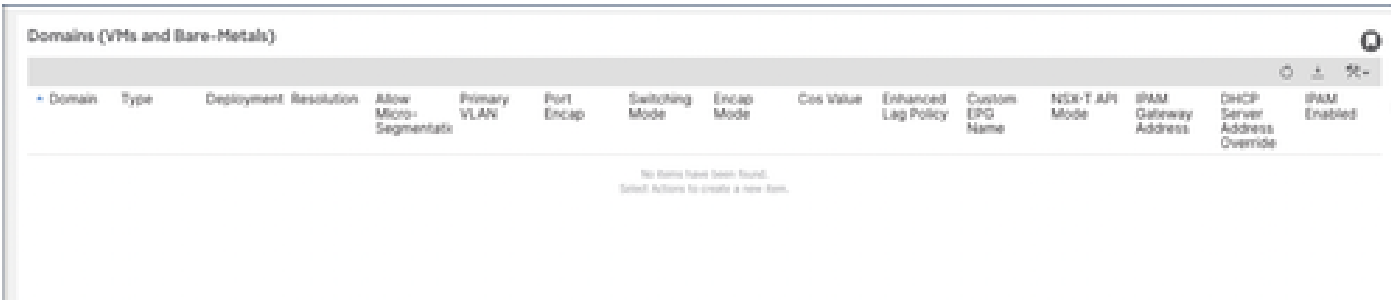 Domains (VMs and Bare-Metals)
Domain Type Deployment Resolution Allow Micro-Segmentatic Primary VLAN Port Encap Switching Mode Encap Mode Cos Value Enhanced Lag Policy Custom EPG Name NSX-T API Mode IPAM Gateway Address DHCP Server Address Override IPAM Enabled
No items have been found.
Select Actions to create a new item.